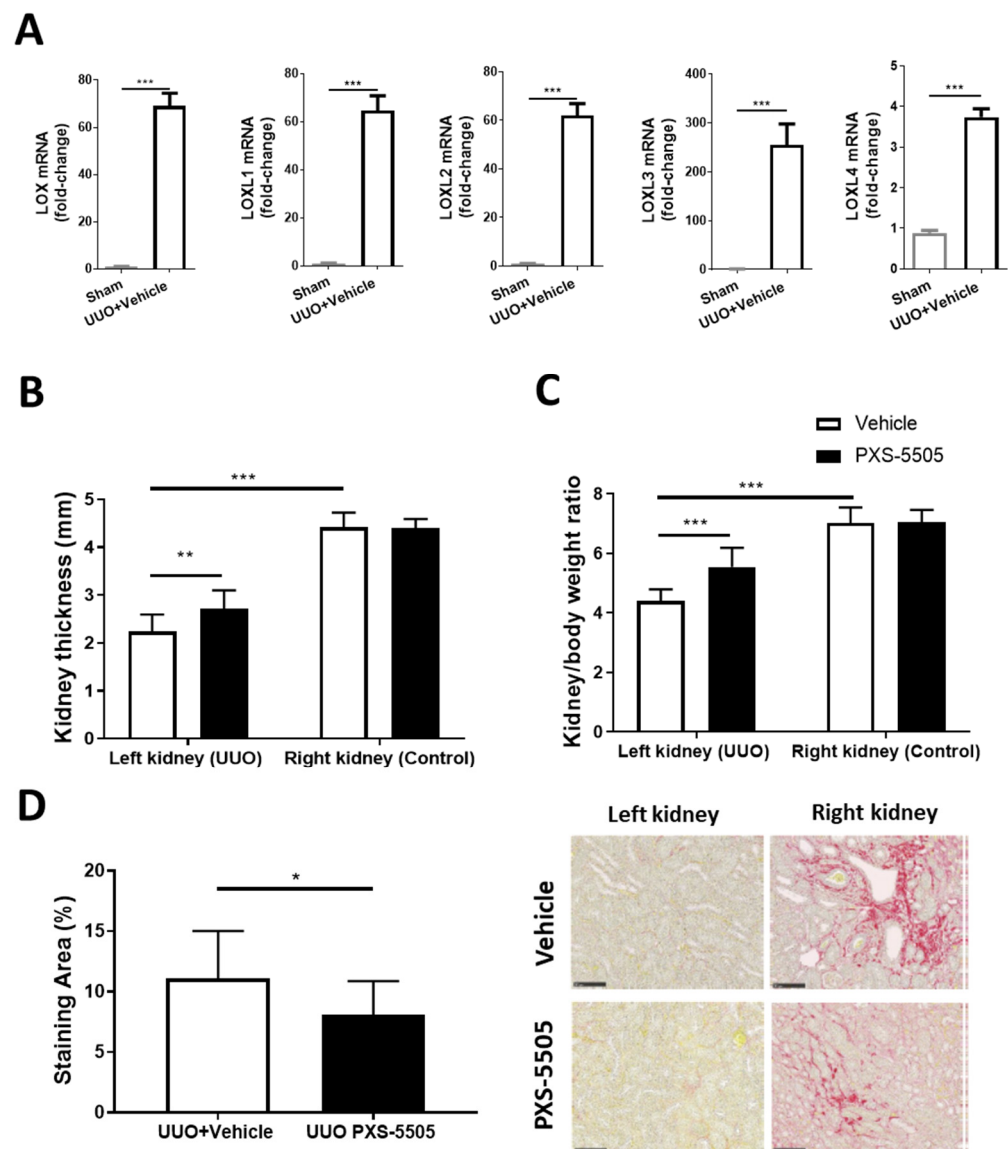 A
LOX mRNA
(fold-change)
80
60
40
20
0
***
Sham
UUO+Vehicle
LOXL1 mRNA
(fold-change)
80
60
40
20
0
***
Sham
UUO+Vehicle
LOXL2 mRNA
(fold-change)
80
60
40
20
0
***
Sham
UUO+Vehicle
LOXL3 mRNA
(fold-change)
400
300
200
100
0
***
Sham
UUO+Vehicle
LOXL4 mRNA
(fold-change)
5
4
3
2
1
0
***
Sham
UUO+Vehicle
B
Kidney thickness (mm)
5
4
3
2
1
0
***
**
Left kidney (UUO)
Right kidney (Control)
C
Vehicle
PXS-5505
Kidney/body weight ratio
8
6
4
2
0
***
***
Left kidney (UUO)
Right kidney (Control)
D
Staining Area (%)
20
15
10
5
0
*
UUO+Vehicle
UUO PXS-5505
Left kidney
Right kidney
Vehicle
PXS-5505